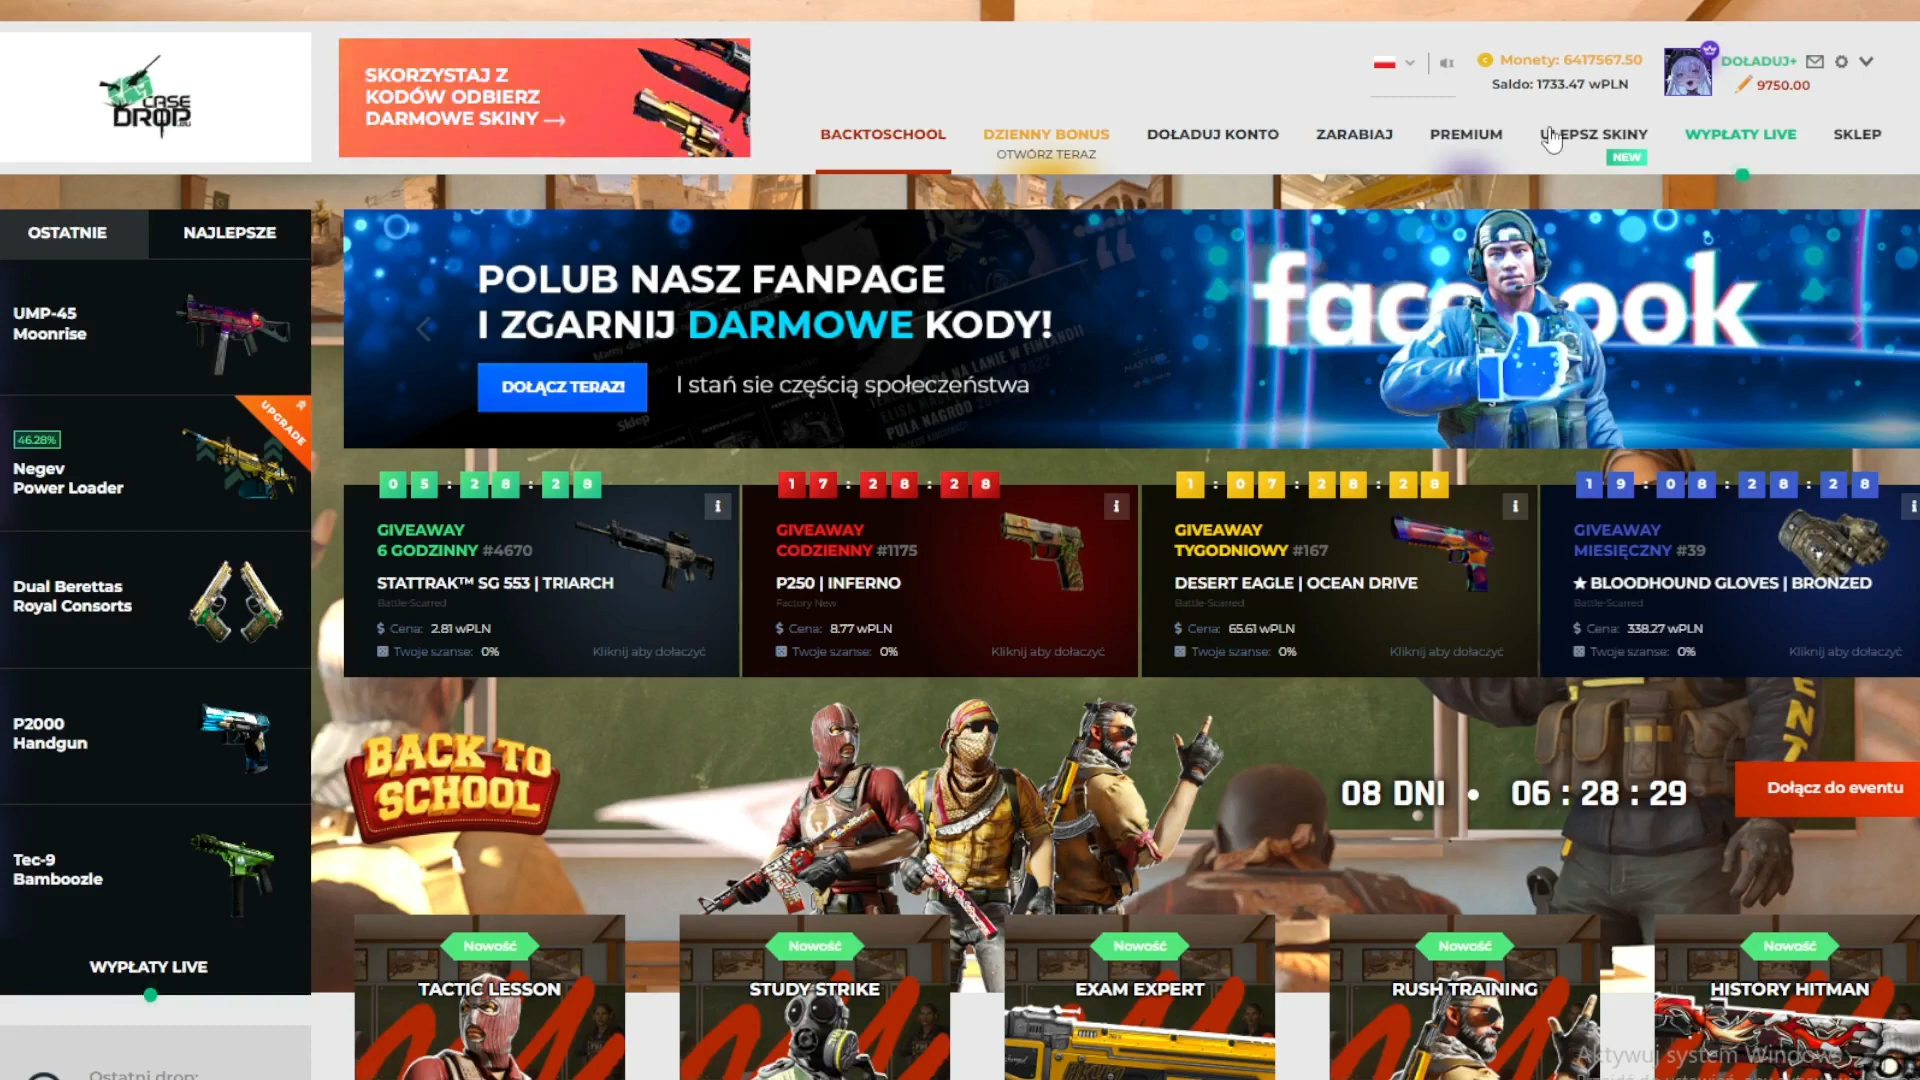 CASE
DROP
SKORZYSTAJ Z
KODÓW ODBIERZ
DARMOWE SKINY →
Monety: 6417567.50
Saldo: 1733.47 wPLN
DOŁADUJ+
9750.00
BACKTOSCHOOL
DZIENNY BONUS
OTWÓRZ TERAZ
DOŁADUJ KONTO
ZARABIAJ
PREMIUM
ULEPSZ SKINY
NEW
WYPŁATY LIVE
SKLEP
OSTATNIE
NAJLEPSZE
UMP-45
Moonrise
UPGRADE
46.28%
Negev
Power Loader
Dual Berettas
Royal Consorts
P2000
Handgun
Tec-9
Bamboozle
WYPŁATY LIVE
Ostatni drop:
POLUB NASZ FANPAGE
I ZGARNIJ DARMOWE KODY!
DOŁĄCZ TERAZ!
I stań sie częścią społeczeństwa
facebook
05:28:28
GIVEAWAY
6 GODZINNY #4670
STATTRAK™ SG 553 | TRIARCH
Battle-Scarred
$ Cena: 2.81 wPLN
Twoje szanse: 0%
Kliknij aby dołaczyć
17:28:28
GIVEAWAY
CODZIENNY #1175
P250 | INFERNO
Factory New
$ Cena: 8.77 wPLN
Twoje szanse: 0%
Kliknij aby dołaczyć
1:07:28:28
GIVEAWAY
TYGODNIOWY #167
DESERT EAGLE | OCEAN DRIVE
Battle-Scarred
$ Cena: 65.61 wPLN
Twoje szanse: 0%
Kliknij aby dołaczyć
19:08:28:28
GIVEAWAY
MIESIĘCZNY #39
★ BLOODHOUND GLOVES | BRONZED
Battle-Scarred
$ Cena: 338.27 wPLN
Twoje szanse: 0%
Kliknij aby dołaczyć
BACK TO
SCHOOL
08 DNI • 06 : 28 : 29
Dołącz do eventu
Nowość
TACTIC LESSON
Nowość
STUDY STRIKE
Nowość
EXAM EXPERT
Nowość
RUSH TRAINING
Nowość
HISTORY HITMAN
Aktywuj system Windows